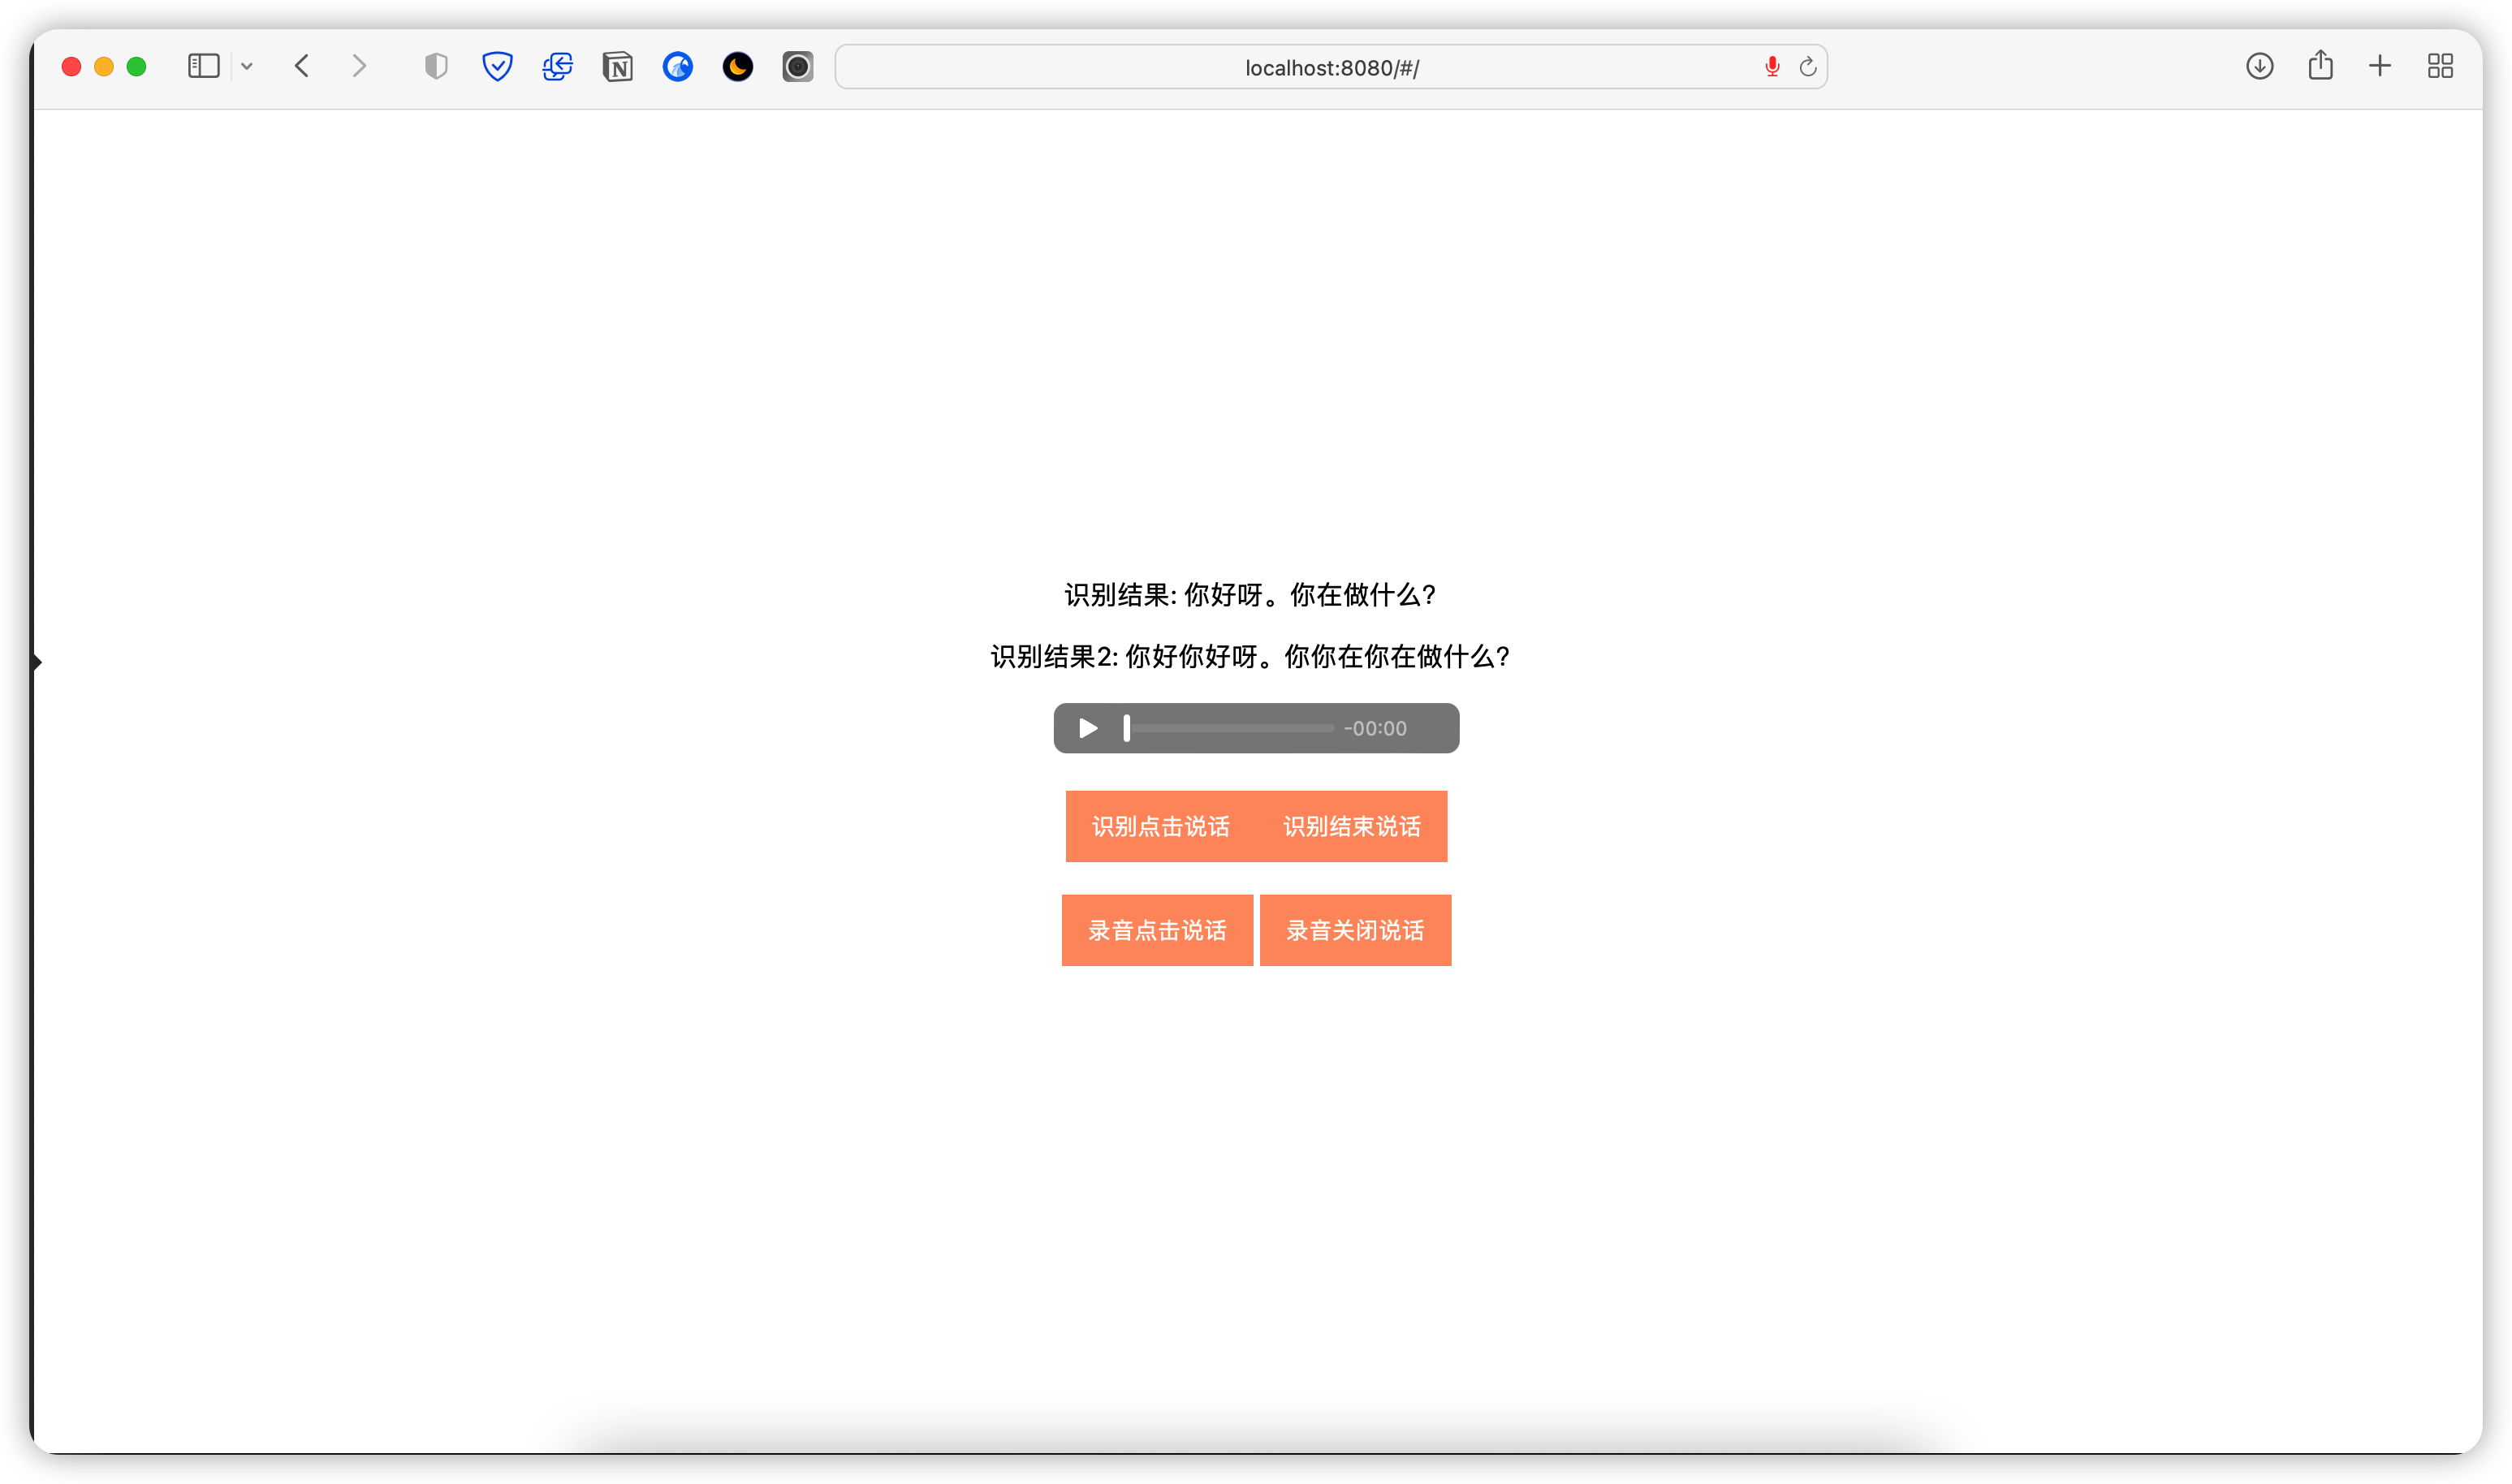 localhost:8080/#/
识别结果: 你好呀。你在做什么?
识别结果2: 你好你好呀。你你在你在做什么?
-00:00
识别点击说话 识别结束说话
录音点击说话 录音关闭说话